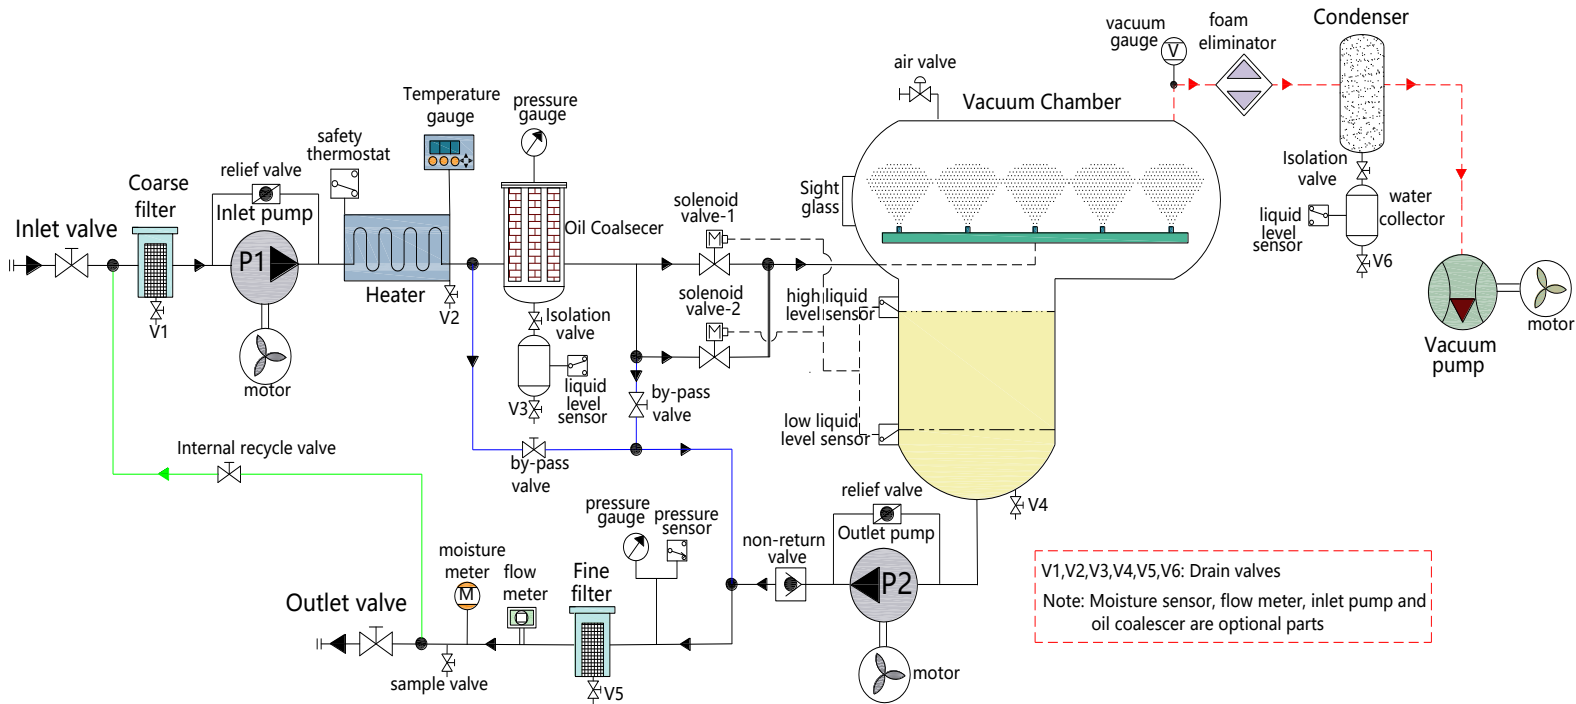 Condenser
vacuum
gauge
foam
eliminator
V
air valve
Vacuum Chamber
Temperature
gauge
pressure
gauge
safety
thermostat
relief valve
Coarse
filter
Inlet pump
Inlet valve
P1
Heater
V1
V2
motor
Oil Coalsecer
Isolation
valve
V3
liquid
level
sensor
solenoid
valve-1
M
solenoid
valve-2
M
by-pass
valve
by-pass
valve
Sight
glass
high liquid
level sensor
low liquid
level sensor
Isolation
valve
water
collector
liquid
level
sensor
V6
motor
Vacuum
pump
Internal recycle valve
V4
relief valve
Outlet pump
P2
motor
non-return
valve
pressure
gauge
pressure
sensor
moisture
meter
M
flow
meter
Fine
filter
V5
Outlet valve
sample valve
V1,V2,V3,V4,V5,V6: Drain valves
Note: Moisture sensor, flow meter, inlet pump and
oil coalescer are optional parts